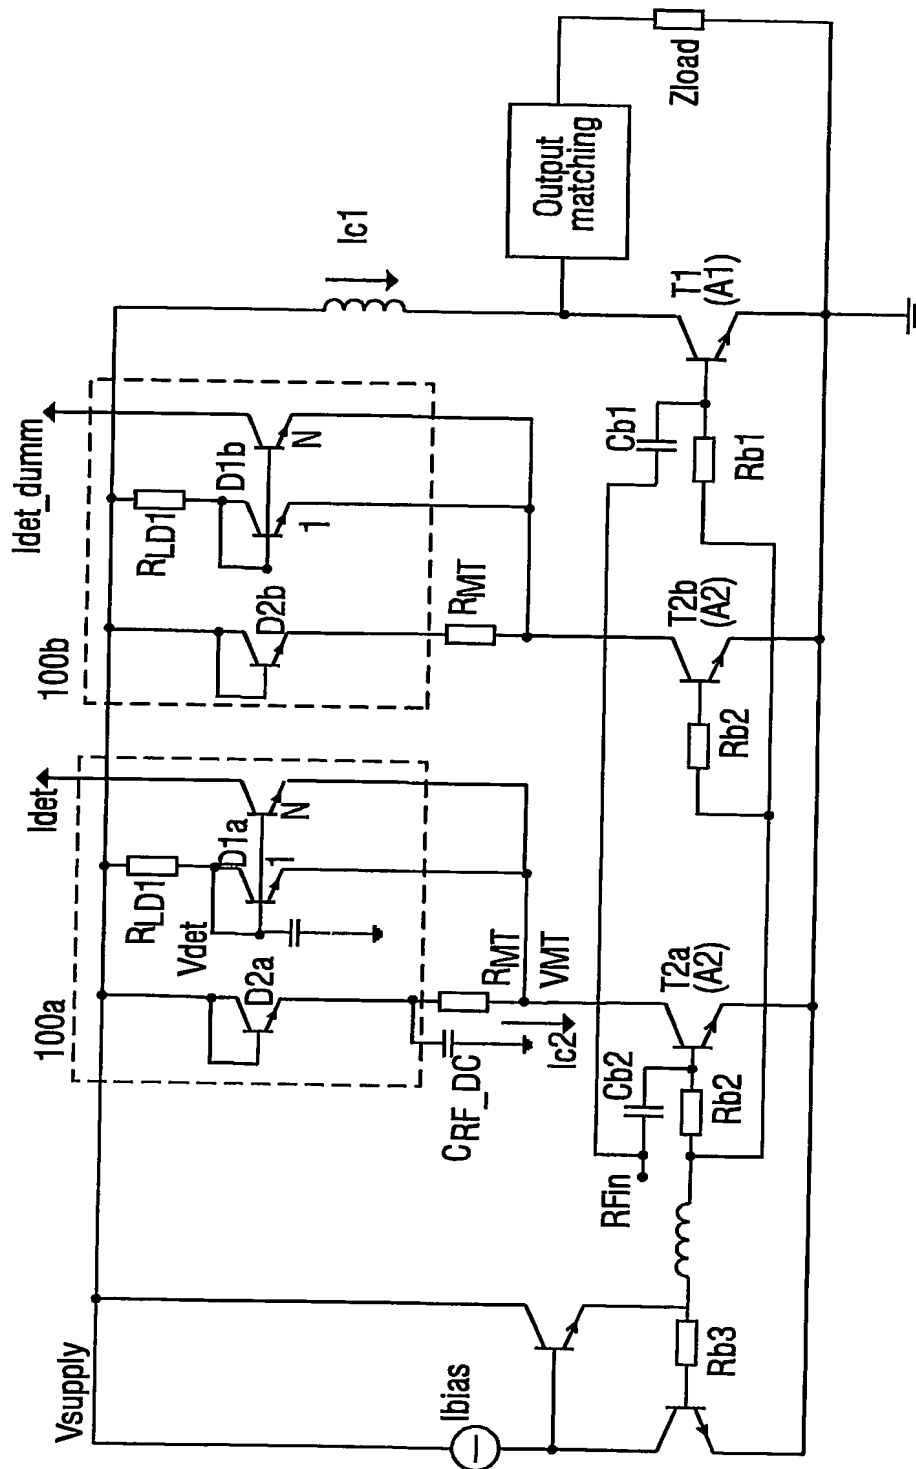 Vsupply
Ibias
Rb3
100a
D2a
Vdet
RLD1
D1a
1
N
Idet
CRF_DC
RMT
VMT
Ic2
RFin
Cb2
Rb2
T2a
(A2)
100b
D2b
RLD1
D1b
1
N
Idet_dumm
RMT
Rb2
T2b
(A2)
Ic1
Cb1
Rb1
T1
(A1)
Output
matching
Zload